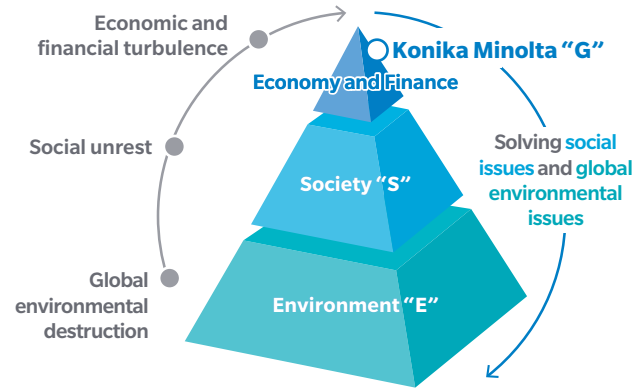 Economic and
financial turbulence
Konika Minolta “G”
Economy and Finance
Social unrest
Solving social
issues and global
environmental
issues
Society “S”
Global
environmental
destruction
Environment “E”